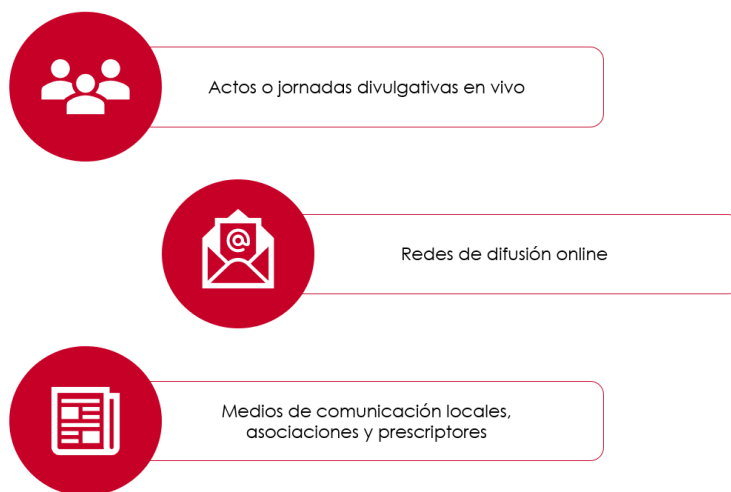 Actos o jornadas divulgativas en vivo
@
Redes de difusión online
Medios de comunicación locales,
asociaciones y prescriptores